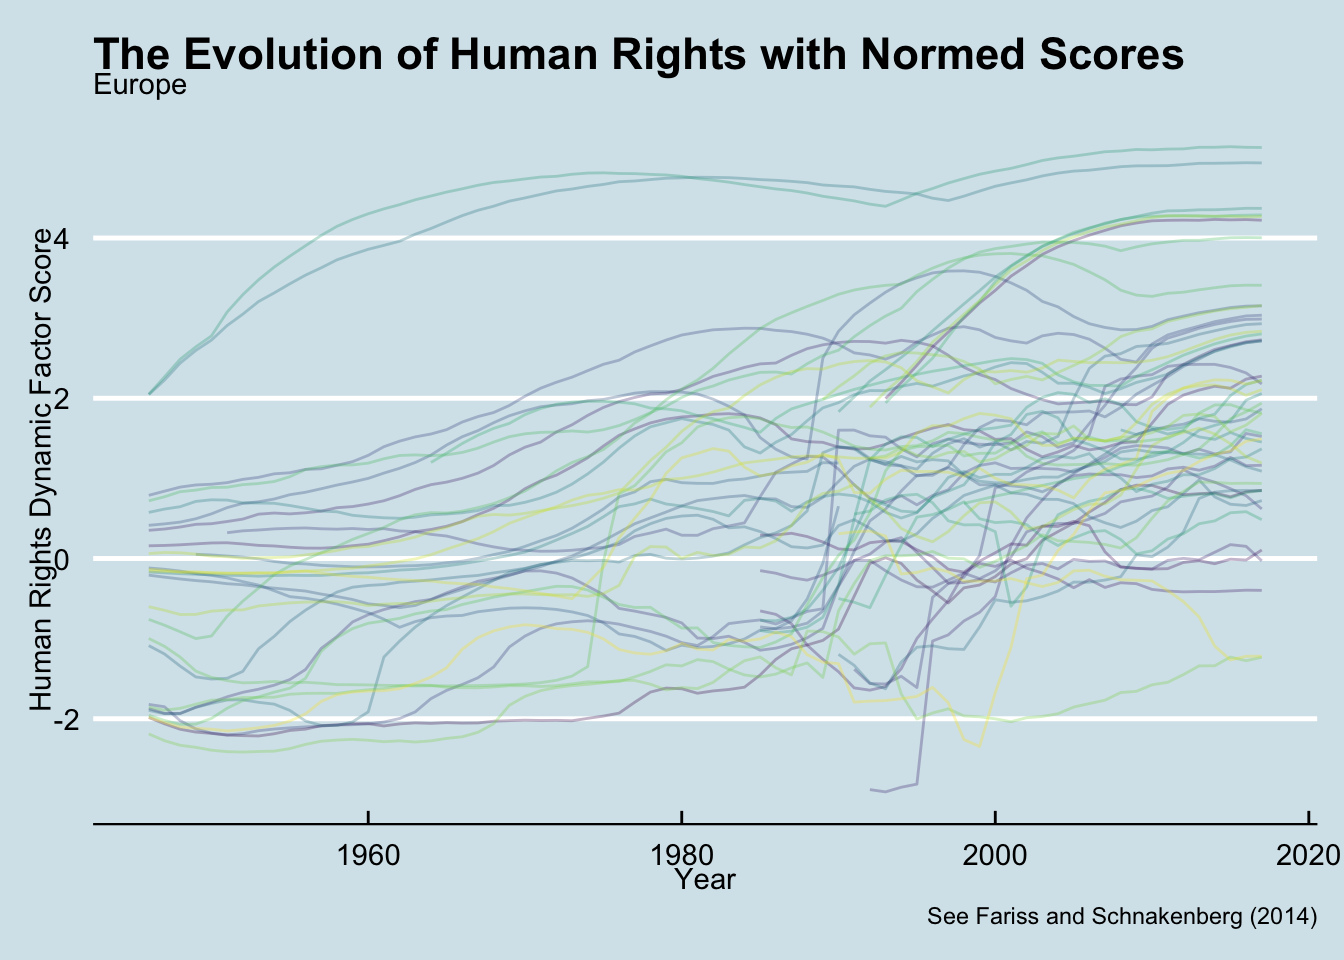 The Evolution of Human Rights with Normed Scores
Europe
Human Rights Dynamic Factor Score
4
2
0
-2
1960
1980
2000
2020
Year
See Fariss and Schnakenberg (2014)